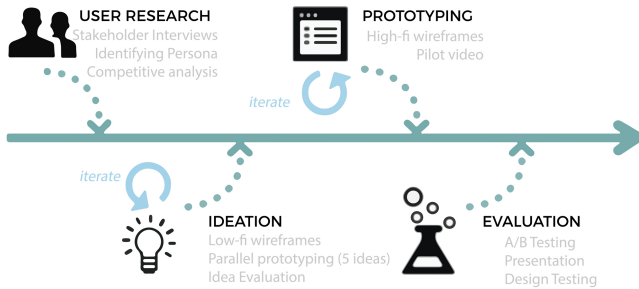 USER RESEARCH
Stakeholder Interviews
Identifying Persona
Competitive analysis
PROTOTYPING
High-fi wireframes
Pilot video
iterate
iterate
IDEATION
Low-fi wireframes
Parallel prototyping (5 ideas)
Idea Evaluation
EVALUATION
A/B Testing
Presentation
Design Testing